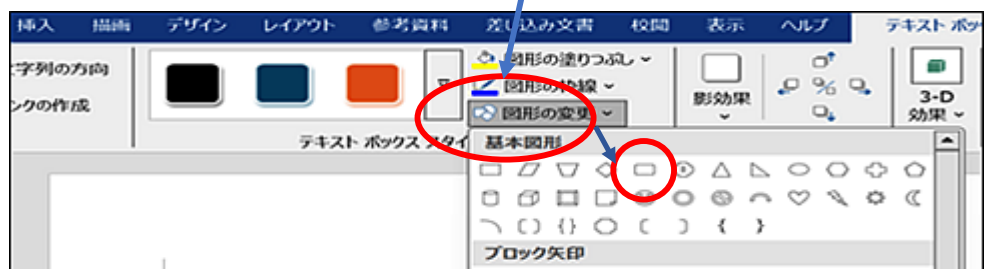 挿入 描画 デザイン レイアウト 参考資料 差し込み文書 校閲 表示 ヘルプ テキスト ボッ
字列の方向
ンクの作成
図形の塗りつぶし
図形の枠線
図形の変更
影効果
3-D
効果
テキスト ボックス スタイ
基本図形
ブロック矢印